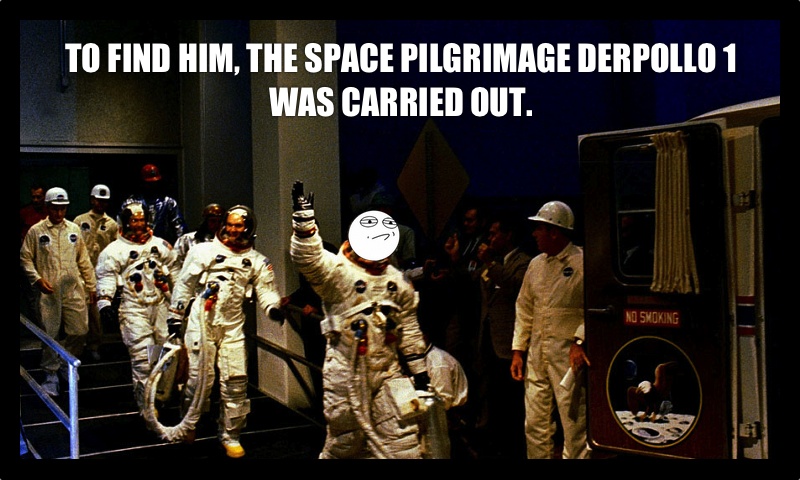 TO FIND HIM, THE SPACE PILGRIMAGE DERPOLLO 1
WAS CARRIED OUT.
NO SMOKING